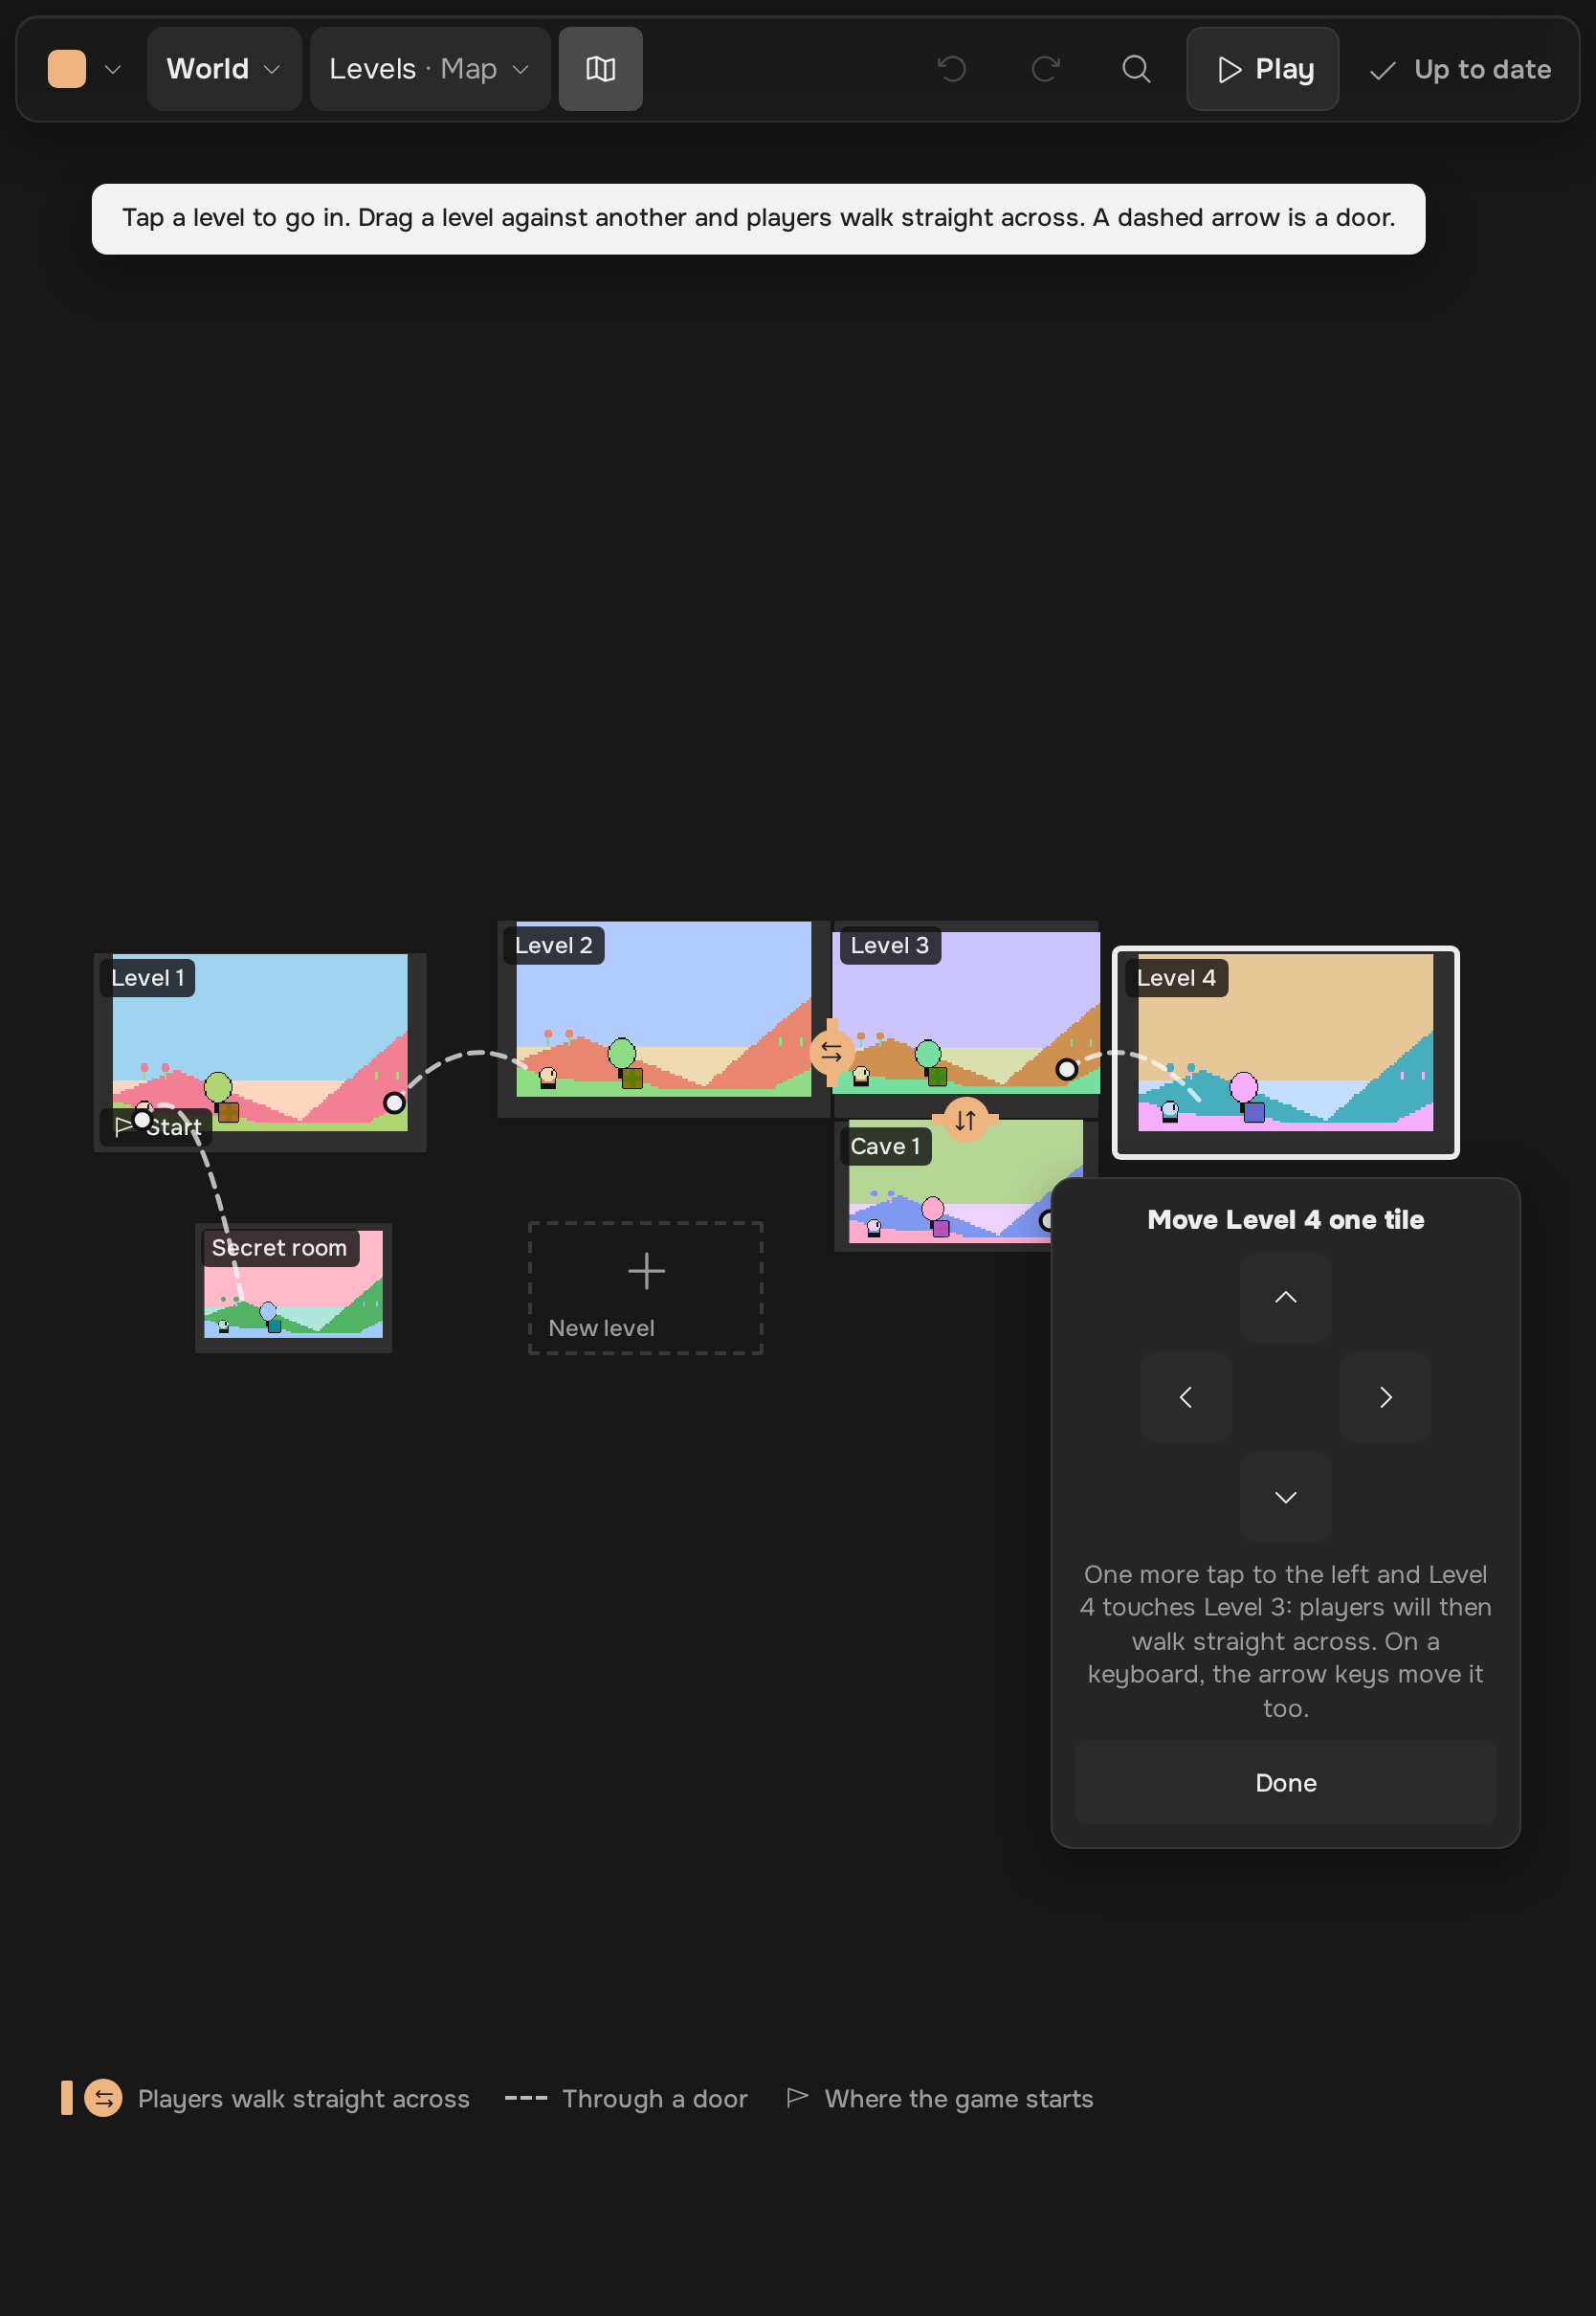 World
Levels · Map
Play
Up to date
Tap a level to go in. Drag a level against another and players walk straight across. A dashed arrow is a door.
Level 1
Level 2
Level 3
Level 4
Start
Cave 1
Secret room
New level
Move Level 4 one tile
One more tap to the left and Level
4 touches Level 3: players will then
walk straight across. On a
keyboard, the arrow keys move it
too.
Done
Players walk straight across
Through a door
Where the game starts